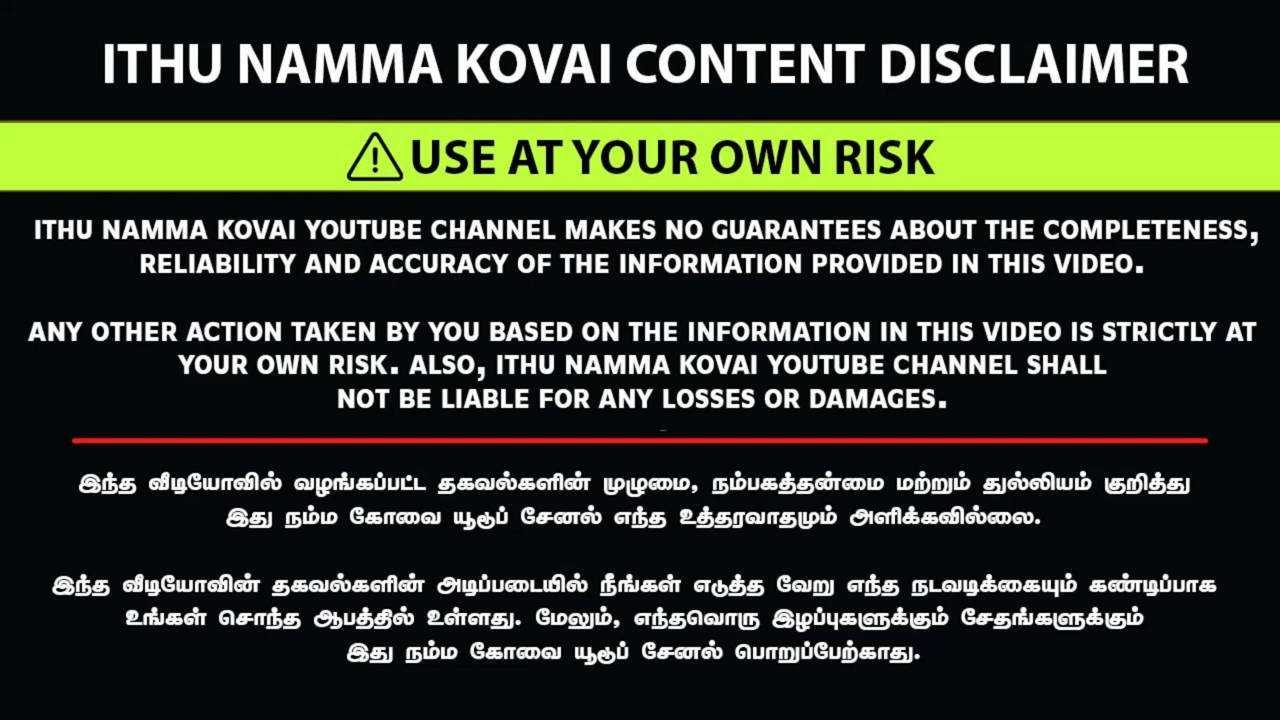 ITHU NAMMA KOVAI CONTENT DISCLAIMER
USE AT YOUR OWN RISK
ITHU NAMMA KOVAI YOUTUBE CHANNEL MAKES NO GUARANTEES ABOUT THE COMPLETENESS,
RELIABILITY AND ACCURACY OF THE INFORMATION PROVIDED IN THIS VIDEO.
ANY OTHER ACTION TAKEN BY YOU BASED ON THE INFORMATION IN THIS VIDEO IS STRICTLY AT
YOUR OWN RISK. ALSO, ITHU NAMMA KOVAI YOUTUBE CHANNEL SHALL
NOT BE LIABLE FOR ANY LOSSES OR DAMAGES.
இந்த வீடியோவில் வழங்கப்பட்ட தகவல்களின் முழுமை, நம்பகத்தன்மை மற்றும் துல்லியம் குறித்து
இது நம்ம கோவை யூடூப் சேனல் எந்த உத்தரவாதமும் அளிக்கவில்லை.
இந்த வீடியோவின் தகவல்களின் அடிப்படையில் நீங்கள் எடுத்த வேறு எந்த நடவடிக்கையும் கண்டிப்பாக
உங்கள் சொந்த ஆபத்தில் உள்ளது. மேலும், எந்தவொரு இழப்புகளுக்கும் சேதங்களுக்கும்
இது நம்ம கோவை யூடூப் சேனல் பொறுப்பேற்காது.